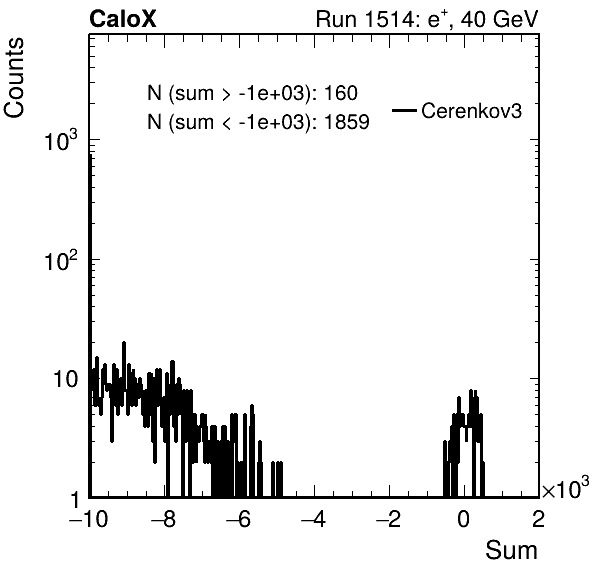 CaloX Run 1514: e⁺, 40 GeV
Counts
N (sum > -1e+03): 160
N (sum < -1e+03): 1859
Cerenkov3
10³
10²
10
1
−10 −8 −6 −4 −2 0 2
×10³
Sum